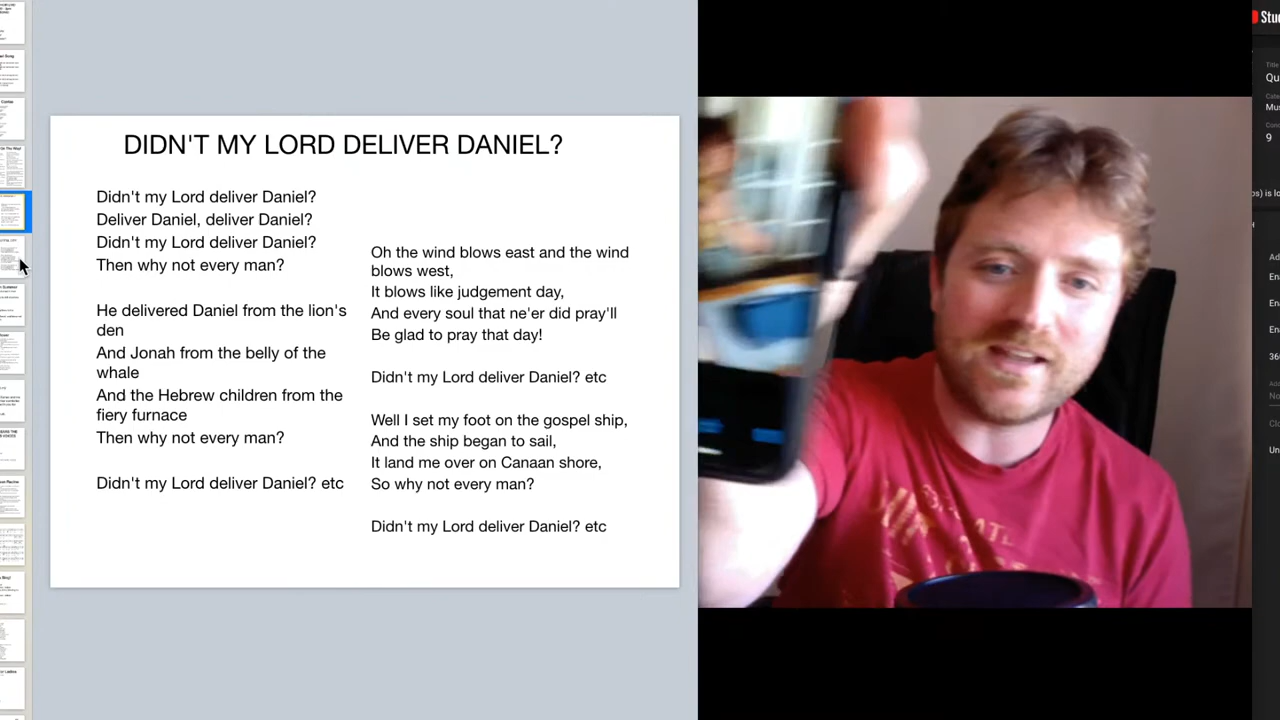 DIDN'T MY LORD DELIVER DANIEL?
Didn't my Lord deliver Daniel?
Deliver Daniel, deliver Daniel?
Didn't my Lord deliver Daniel?
Then why not every man?
He delivered Daniel from the lion's
den
And Jonah from the belly of the
whale
And the Hebrew children from the
fiery furnace
Then why not every man?
Didn't my Lord deliver Daniel? etc
Oh the wind blows east and the wind
blows west,
It blows like judgement day,
And every soul that ne'er did pray'll
Be glad to pray that day!
Didn't my Lord deliver Daniel? etc
Well I set my foot on the gospel ship,
And the ship began to sail,
It land me over on Canaan shore,
So why not every man?
Didn't my Lord deliver Daniel? etc
Stu
Title
Qu
Mus
9